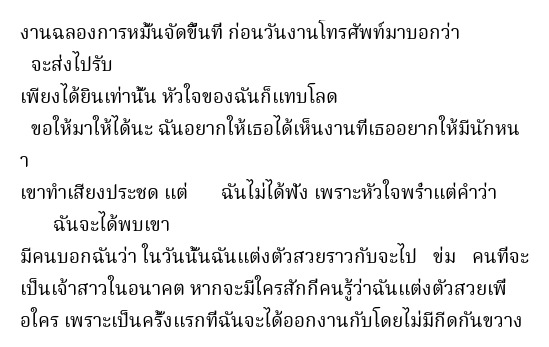 งานฉลองการหมั้นจัดขึ้นที่ ก่อนวันงานโทรศัพท์มาบอกว่า
จะส่งไปรับ
เพียงได้ยินเท่านั้น หัวใจของฉันก็แทบโลด
ขอให้มาให้ได้นะ ฉันอยากให้เธอได้เห็นงานที่เธออยากให้มีนักหน
า
เขาทำเสียงประชด แต่ ฉันไม่ได้ฟัง เพราะหัวใจพร่ำแต่คำว่า
ฉันจะได้พบเขา
มีคนบอกฉันว่า ในวันนั้นฉันแต่งตัวสวยราวกับจะไป ข่ม คนที่จะ
เป็นเจ้าสาวในอนาคต หากจะมีใครสักกี่คนรู้ว่าฉันแต่งตัวสวยเพื่
อใคร เพราะเป็นครั้งแรกที่ฉันจะได้ออกงานกับโดยไม่มีกีดกันขวาง